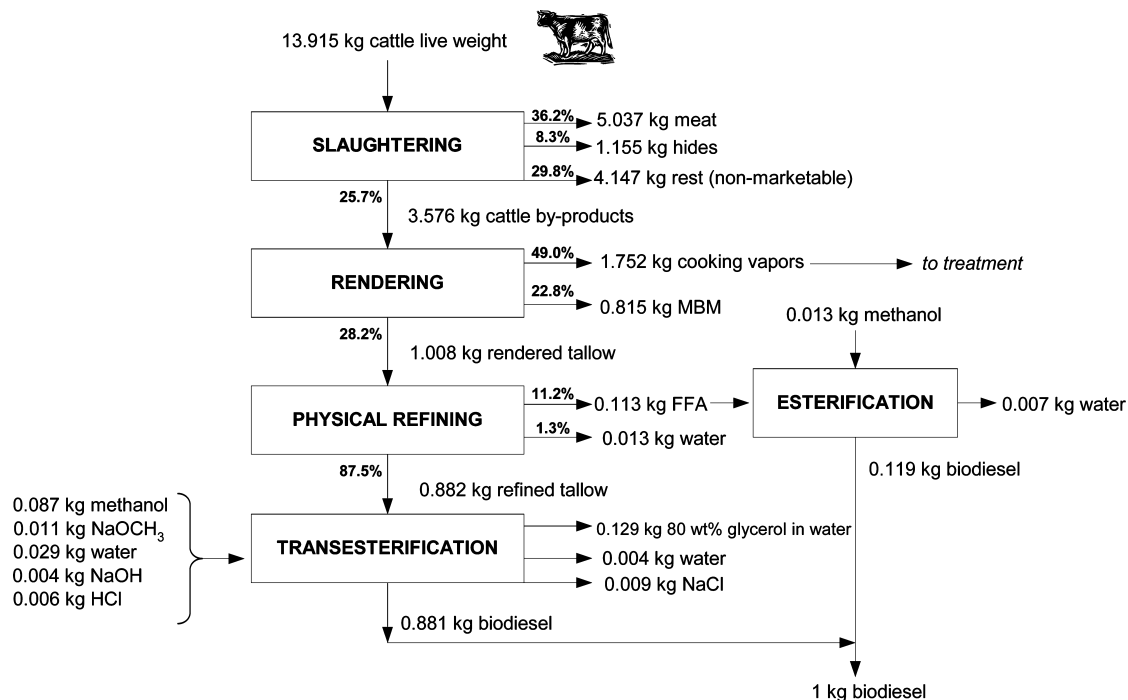 13.915 kg cattle live weight
SLAUGHTERING
36.2%
5.037 kg meat
8.3%
1.155 kg hides
29.8%
4.147 kg rest (non-marketable)
25.7%
3.576 kg cattle by-products
RENDERING
49.0%
1.752 kg cooking vapors
to treatment
22.8%
0.815 kg MBM
28.2%
1.008 kg rendered tallow
0.013 kg methanol
PHYSICAL REFINING
11.2%
0.113 kg FFA
1.3%
0.013 kg water
ESTERIFICATION
0.007 kg water
87.5%
0.882 kg refined tallow
0.119 kg biodiesel
0.087 kg methanol
0.011 kg NaOCH3
0.029 kg water
0.004 kg NaOH
0.006 kg HCl
TRANSESTERIFICATION
0.129 kg 80 wt% glycerol in water
0.004 kg water
0.009 kg NaCl
0.881 kg biodiesel
1 kg biodiesel